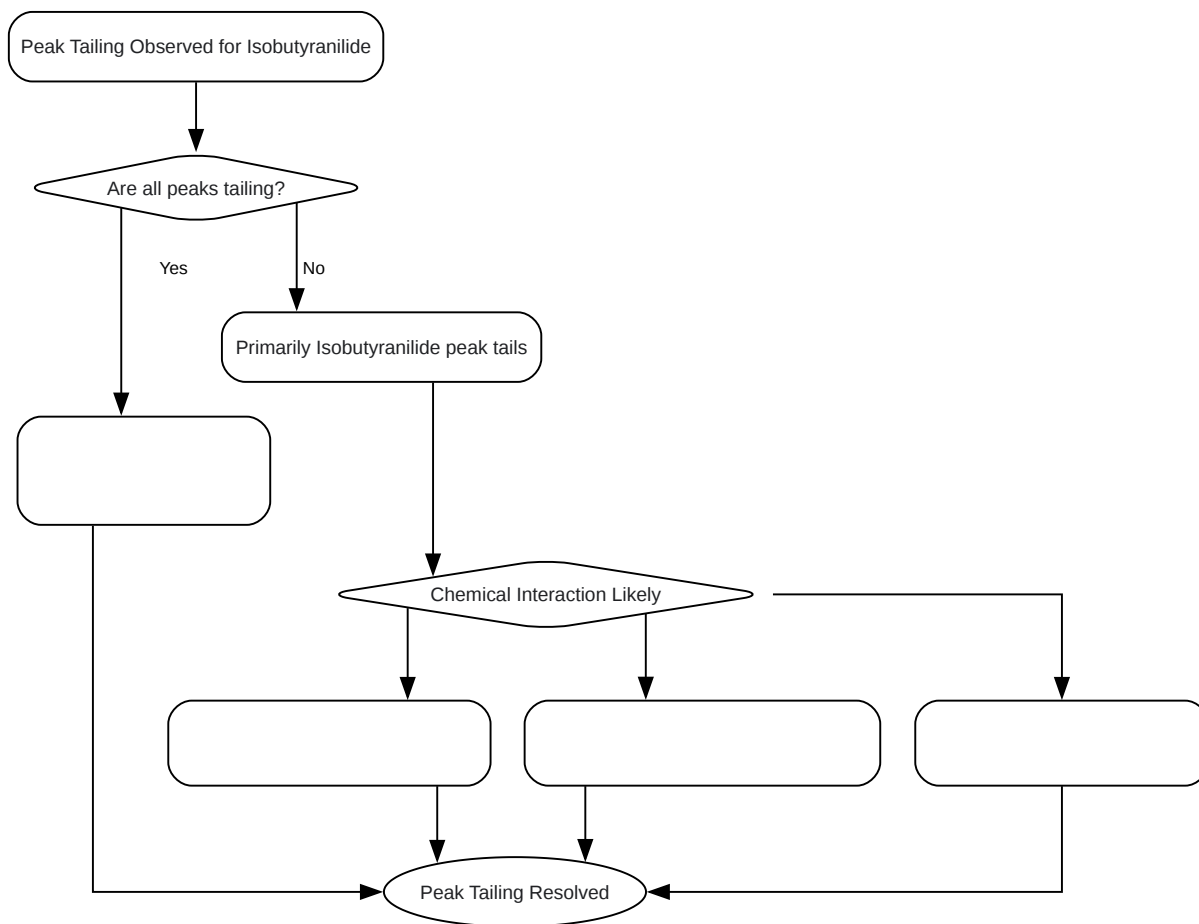 Peak Tailing Observed for Isobutyranilide
Are all peaks tailing?
Yes
No
Primarily Isobutyranilide peak tails
Chemical Interaction Likely
Peak Tailing Resolved